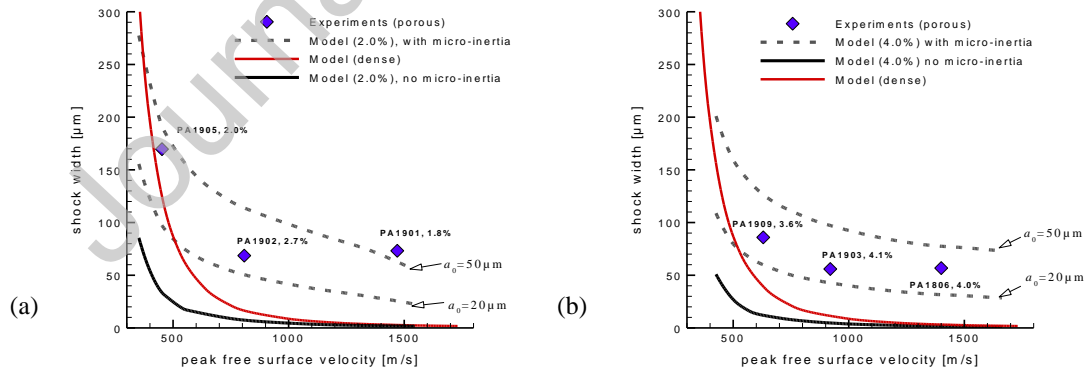 Journal
(a)
shock width [µm]
300
250
200
150
100
50
0
500
1000
1500
peak free surface velocity [m/s]
Experiments (porous)
Model (2.0%), with micro-inertia
Model (dense)
Model (2.0%), no micro-inertia
PA1905, 2.0%
PA1902, 2.7%
PA1901, 1.8%
a₀=50µm
a₀=20µm
(b)
shock width [µm]
300
250
200
150
100
50
0
500
1000
1500
peak free surface velocity [m/s]
Experiments (porous)
Model (4.0%) with micro-inertia
Model (4.0%) no micro-inertia
Model (dense)
PA1909, 3.6%
PA1903, 4.1%
PA1806, 4.0%
a₀=50µm
a₀=20µm